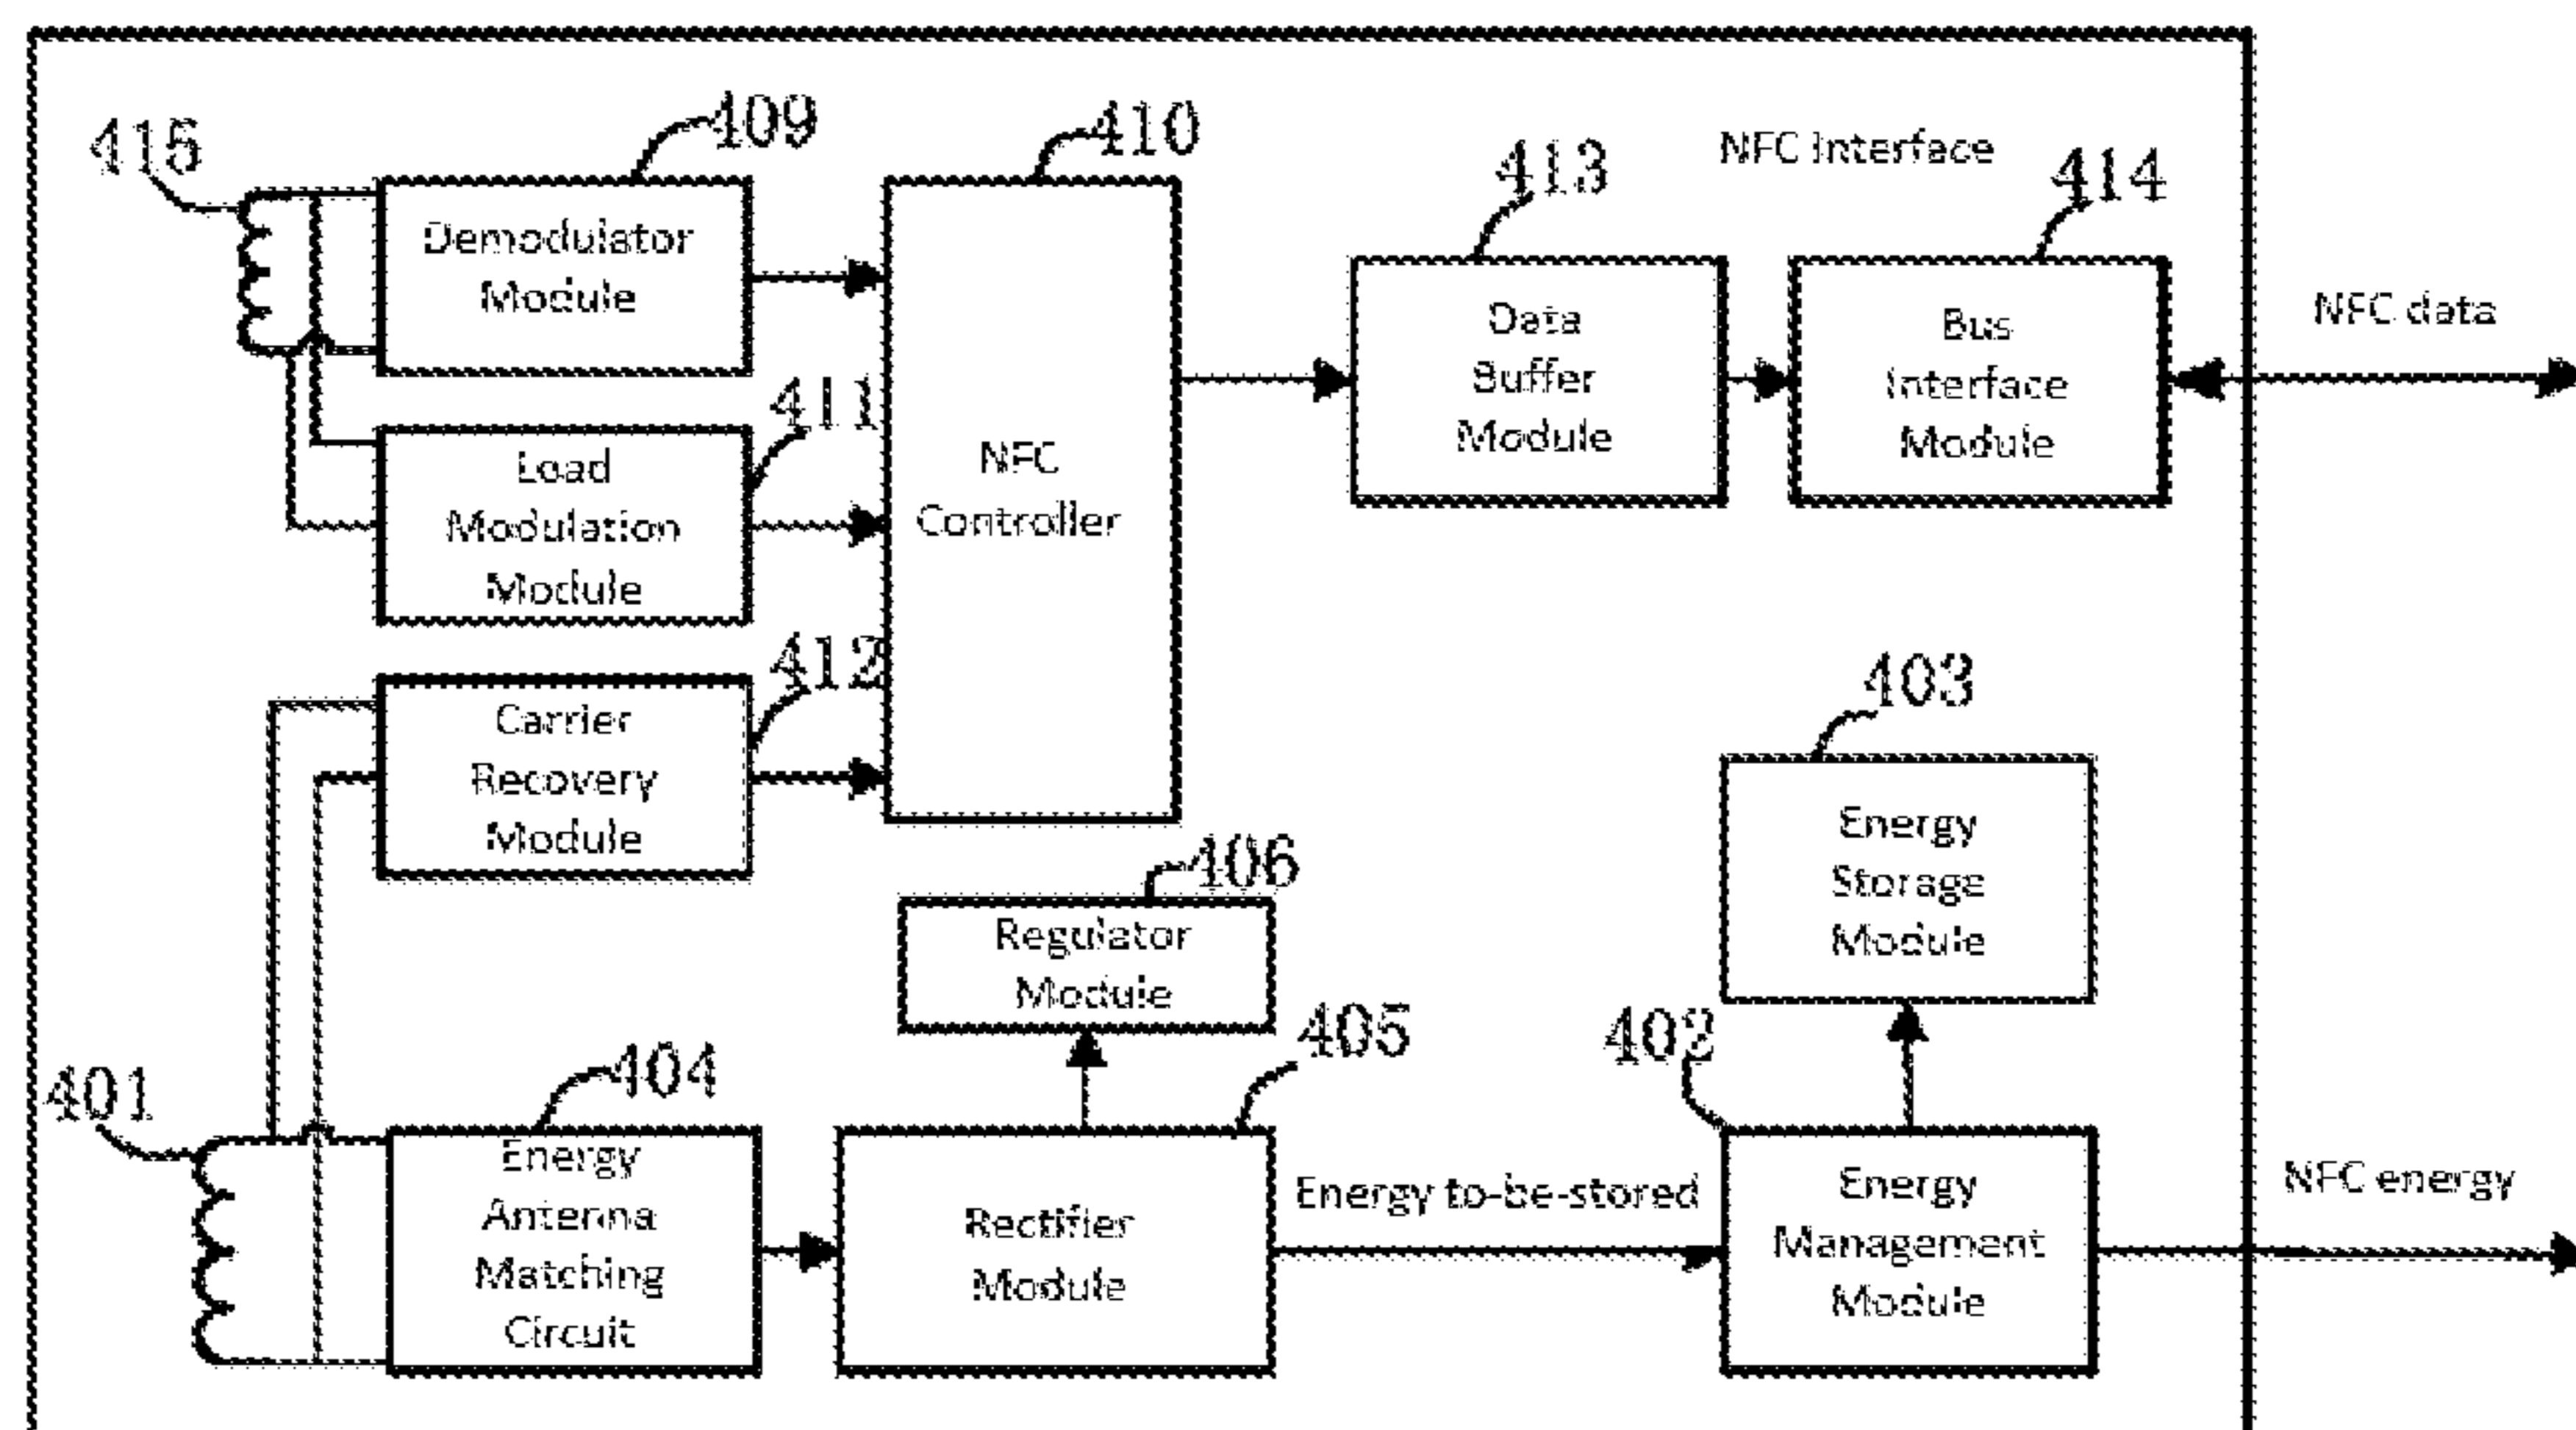 409
410
415
NFC Interface
413
414
Demodulator
Module
Data
Buffer
Module
Bus
Interface
Module
NFC data
411
Load
Modulation
Module
NFC
Controller
412
Carrier
Recovery
Module
403
Energy
Storage
Module
406
Regulator
Module
405
402
401
404
Energy
Antenna
Matching
Circuit
Rectifier
Module
Energy to-be-stored
Energy
Management
Module
NFC energy